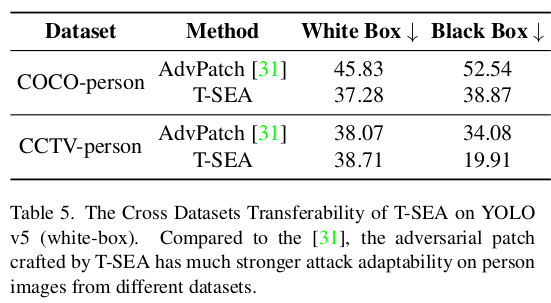 Dataset Method White Box↓ Black Box↓
COCO-person AdvPatch [31] 45.83 52.54
T-SEA 37.28 38.87
CCTV-person AdvPatch [31] 38.07 34.08
T-SEA 38.71 19.91
Table 5. The Cross Datasets Transferability of T-SEA on YOLO
v5 (white-box). Compared to the [31], the adversarial patch
crafted by T-SEA has much stronger attack adaptability on person
images from different datasets.